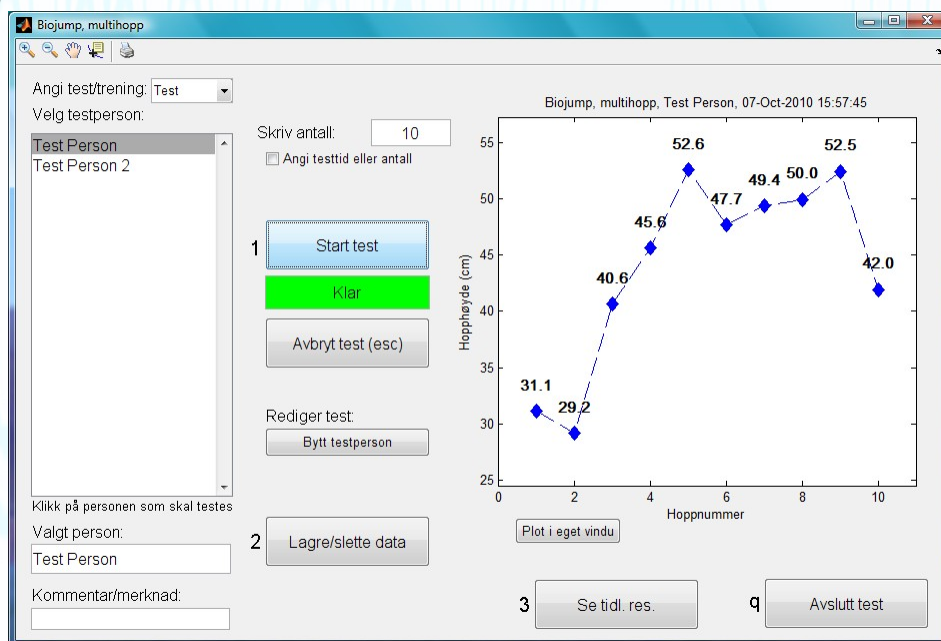 Biojump, multihopp
Angi test/trening: Test
Velg testperson:
Test Person
Test Person 2
Klikk på personen som skal testes
Valgt person:
Test Person
Kommentar/merknad:
Skriv antall: 10
Angi testtid eller antall
1 Start test
Klar
Avbryt test (esc)
Rediger test:
Bytt testperson
2 Lagre/slette data
Biojump, multihopp, Test Person, 07-Oct-2010 15:57:45
Hopphøyde (cm)
55
50
45
40
35
30
25
31.1
29.2
40.6
45.6
52.6
47.7
49.4
50.0
52.5
42.0
0 2 4 6 8 10
Hoppnummer
Plot i eget vindu
3 Se tidl. res.
q Avslutt test